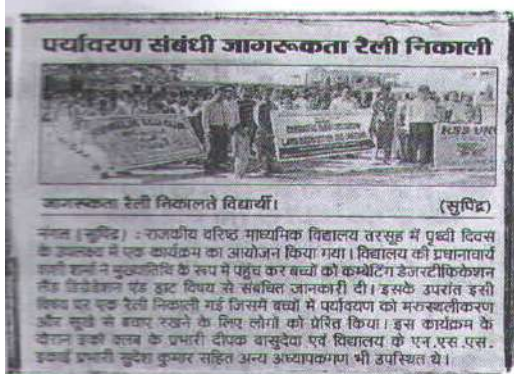 पर्यावरण संबंधी जागरूकता रैली निकाली
जागरूकता रैली निकालते विद्यार्थी। (सुपिंद्र)
नंगल (सुपिंद्र) : राजकीय वरिष्ठ माध्यमिक विद्यालय तरसूह में पृथ्वी दिवस
के उपलक्ष्य में एक कार्यक्रम का आयोजन किया गया। विद्यालय की प्रधानाचार्य
शर्मा ने मुख्यातिथि के रूप में पहुंच कर बच्चों को कम्बेटिंग डेजरटीफिकेशन
लैंड डिग्रेडेशन एंड ड्राट विषय से संबंधित जानकारी दी। इसके उपरांत इसी
विषय पर एक रैली निकाली गई जिसमें बच्चों में पर्यावरण को मरुस्थलीकरण
और सूखे से बचाए रखने के लिए लोगों को प्रेरित किया। इस कार्यक्रम के
दौरान इको क्लब के प्रभारी दीपक बासुदेवा एवं विद्यालय के एन.एस.एस.
इकाई प्रभारी सुदेश कुमार सहित अन्य अध्यापकगण भी उपस्थित थे।